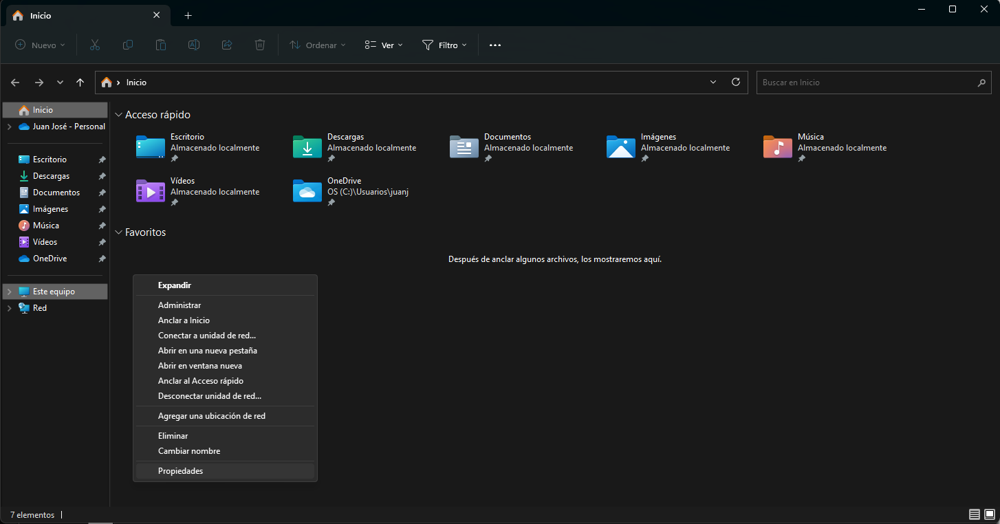 Inicio
Nuevo
Ordenar
Ver
Filtro
Inicio
Buscar en Inicio
Inicio
Juan José - Personal
Escritorio
Descargas
Documentos
Imágenes
Música
Vídeos
OneDrive
Este equipo
Red
Acceso rápido
Escritorio
Almacenado localmente
Descargas
Almacenado localmente
Documentos
Almacenado localmente
Imágenes
Almacenado localmente
Música
Almacenado localmente
Vídeos
Almacenado localmente
OneDrive
OS (C:)\Usuarios\juanj
Favoritos
Después de anclar algunos archivos, los mostraremos aquí.
Expandir
Administrar
Anclar a Inicio
Conectar a unidad de red...
Abrir en una nueva pestaña
Abrir en ventana nueva
Anclar al Acceso rápido
Desconectar unidad de red...
Agregar una ubicación de red
Eliminar
Cambiar nombre
Propiedades
7 elementos